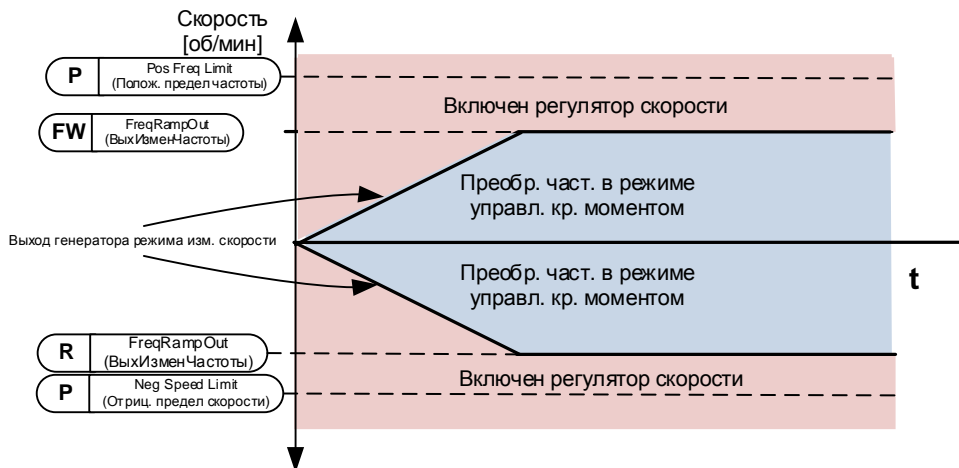 Скорость
[об/мин]
P
Pos Freq Limit
(Полож. предел частоты)
Включен регулятор скорости
FW
FreqRampOut
(ВыхИзменЧастоты)
Преобр. част. в режиме
управл. кр. моментом
Выход генератора режима изм. скорости
t
Преобр. част. в режиме
управл. кр. моментом
R
FreqRampOut
(ВыхИзменЧастоты)
Включен регулятор скорости
P
Neg Speed Limit
(Отриц. предел скорости)